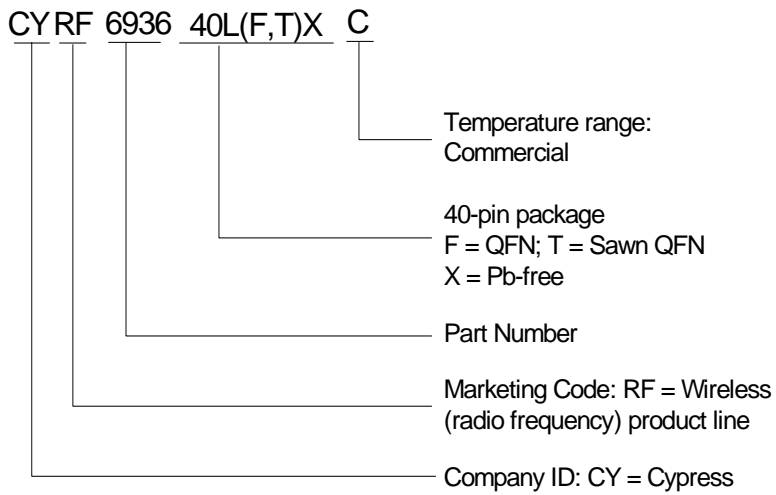 CY RF 6936 40L(F,T)X C
Temperature range:
Commercial
40-pin package
F = QFN; T = Sawn QFN
X = Pb-free
Part Number
Marketing Code: RF = Wireless
(radio frequency) product line
Company ID: CY = Cypress